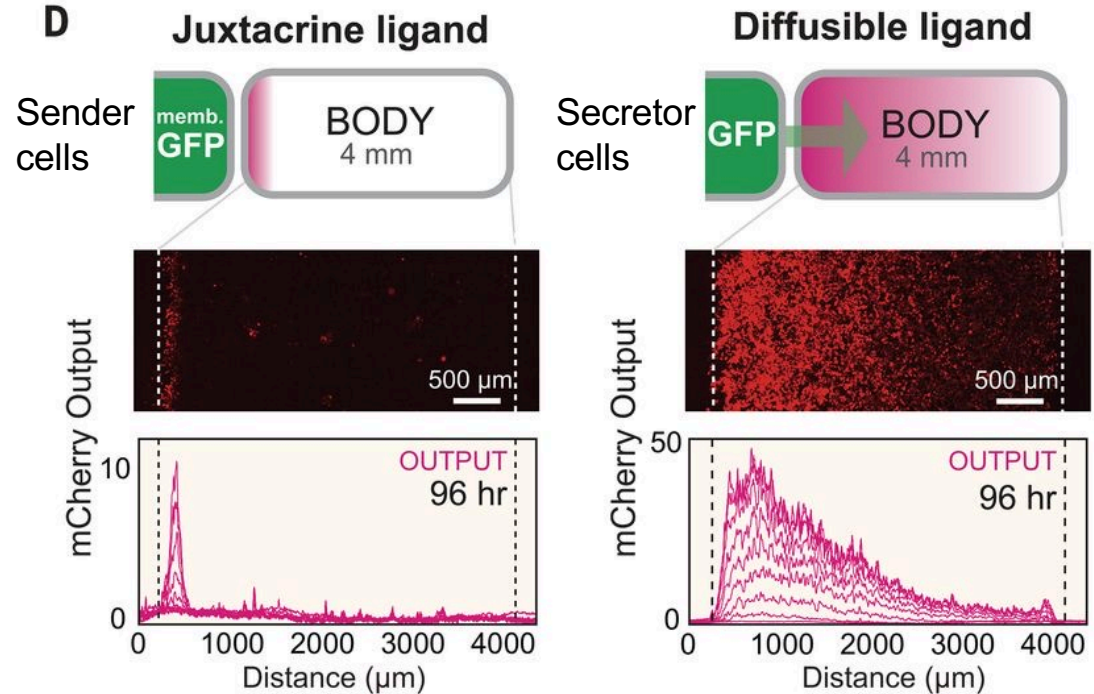 D
Juxtacrine ligand
Sender
cells
memb.
GFP
BODY
4 mm
mCherry Output
500 µm
10
0
OUTPUT
96 hr
0 1000 2000 3000 4000
Distance (µm)
Diffusible ligand
Secretor
cells
GFP
BODY
4 mm
mCherry Output
500 µm
50
0
OUTPUT
96 hr
0 1000 2000 3000 4000
Distance (µm)